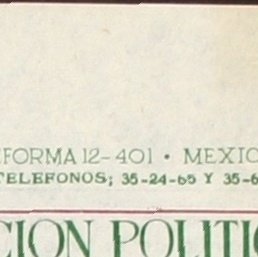 FORMA 12-401 • MEXIC
TELEFONOS; 35-24-65 Y 35-6
CION POLITI